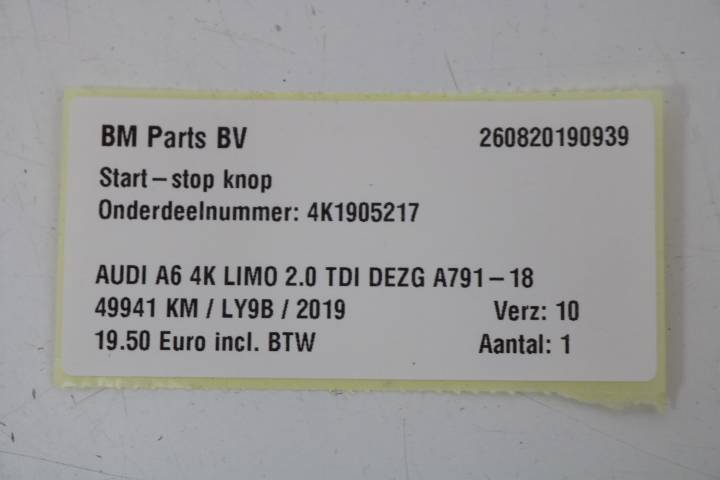 BM Parts BV 260820190939
Start-stop knop
Onderdeelnummer: 4K1905217
AUDI A6 4K LIMO 2.0 TDI DEZG A791-18
49941 KM / LY9B / 2019 Verz: 10
19.50 Euro incl. BTW Aantal: 1